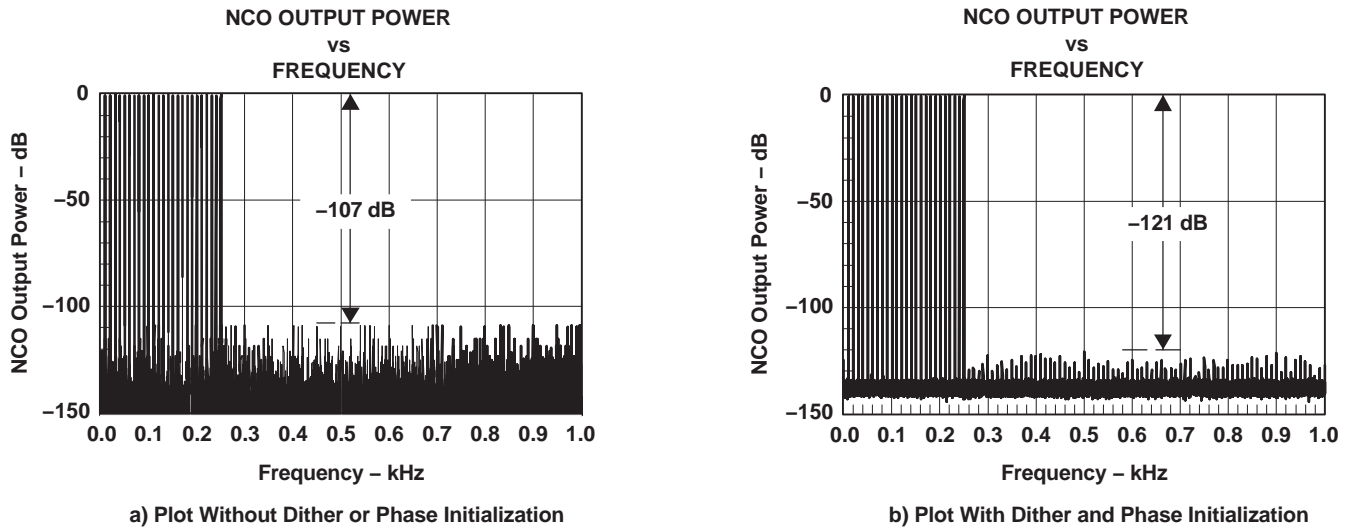 NCO OUTPUT POWER
vs
FREQUENCY
NCO Output Power – dB
0
–50
–100
–150
–107 dB
0.0 0.1 0.2 0.3 0.4 0.5 0.6 0.7 0.8 0.9 1.0
Frequency – kHz
a) Plot Without Dither or Phase Initialization
NCO OUTPUT POWER
vs
FREQUENCY
NCO Output Power – dB
0
–50
–100
–150
–121 dB
0.0 0.1 0.2 0.3 0.4 0.5 0.6 0.7 0.8 0.9 1.0
Frequency – kHz
b) Plot With Dither and Phase Initialization